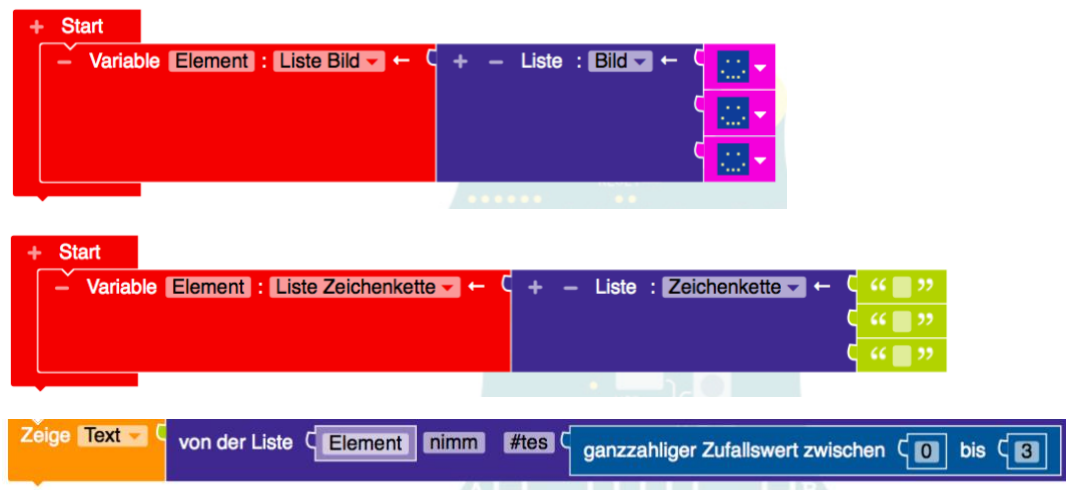 + Start
− Variable Element : Liste Bild ← + − Liste : Bild ←
+ Start
− Variable Element : Liste Zeichenkette ← + − Liste : Zeichenkette ← “ ”
“ ”
“ ”
Zeige Text von der Liste Element nimm #tes ganzzahliger Zufallswert zwischen 0 bis 3